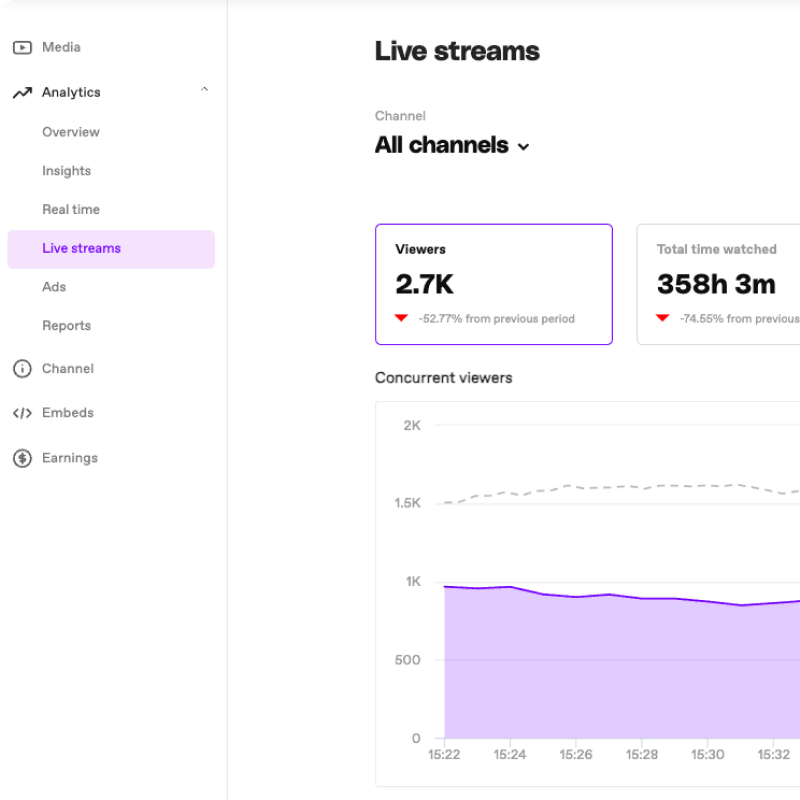 Media
Analytics
Overview
Insights
Real time
Live streams
Ads
Reports
Channel
Embeds
Earnings
Live streams
Channel
All channels
Viewers
2.7K
-52.77% from previous period
Total time watched
358h 3m
-74.55% from previous
Concurrent viewers
2K
1.5K
1K
500
0
15:22 15:24 15:26 15:28 15:30 15:32